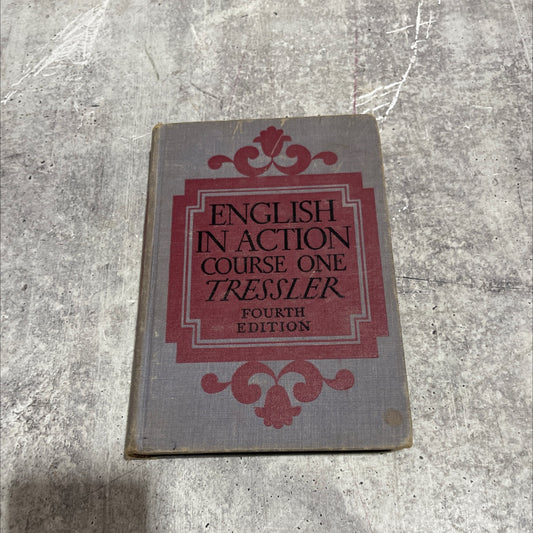 ENGLISH
IN ACTION
COURSE ONE
TRESSLER
FOURTH
EDITION